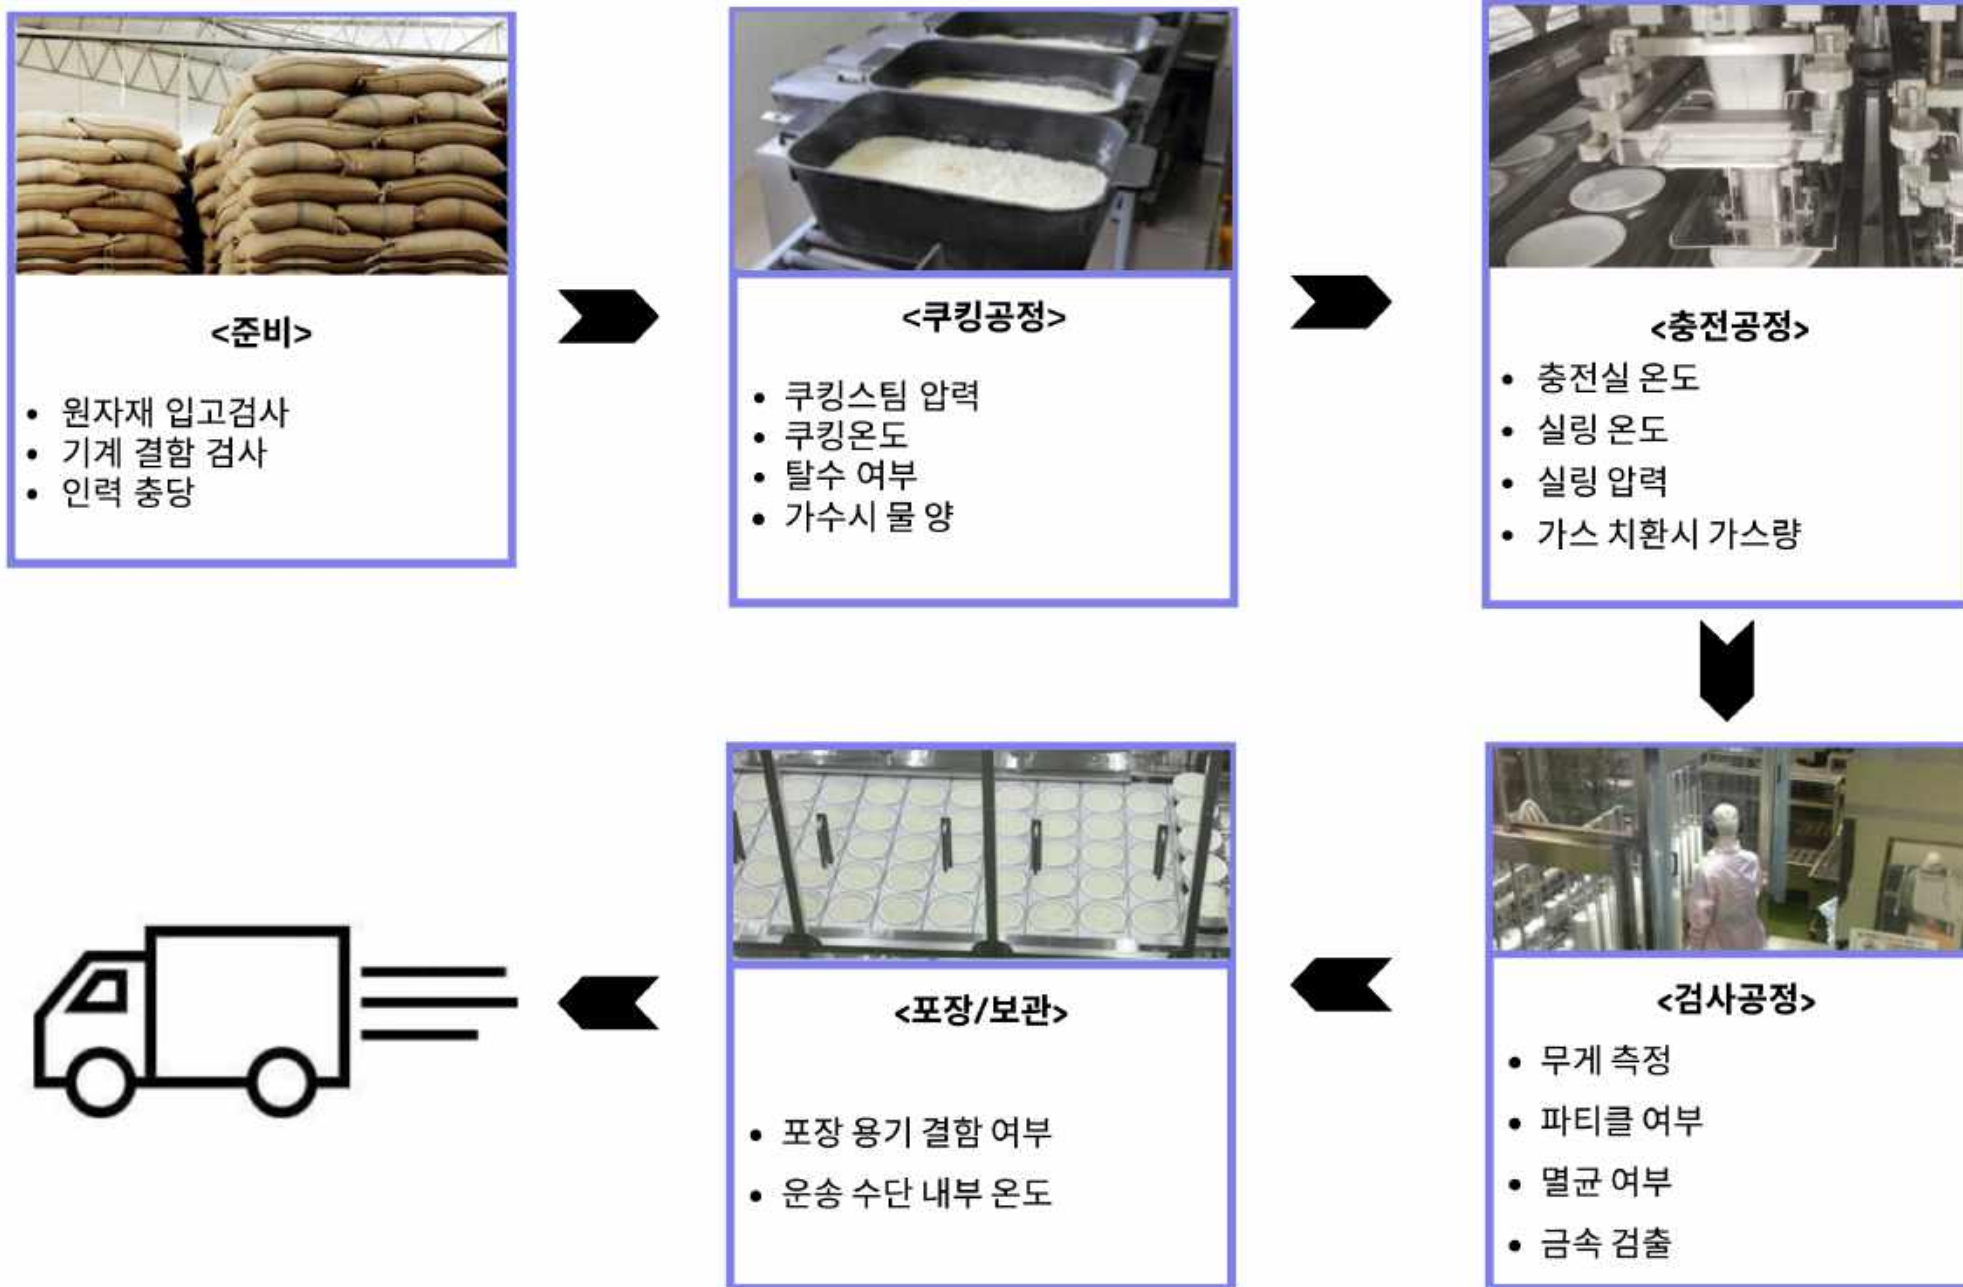 <준비>
• 원자재 입고검사
• 기계 결함 검사
• 인력 충당
<쿠킹공정>
• 쿠킹스팀 압력
• 쿠킹온도
• 탈수 여부
• 가수시 물 양
<충전공정>
• 충전실 온도
• 실링 온도
• 실링 압력
• 가스 치환시 가스량
<검사공정>
• 무게 측정
• 파티클 여부
• 멸균 여부
• 금속 검출
<포장/보관>
• 포장 용기 결함 여부
• 운송 수단 내부 온도